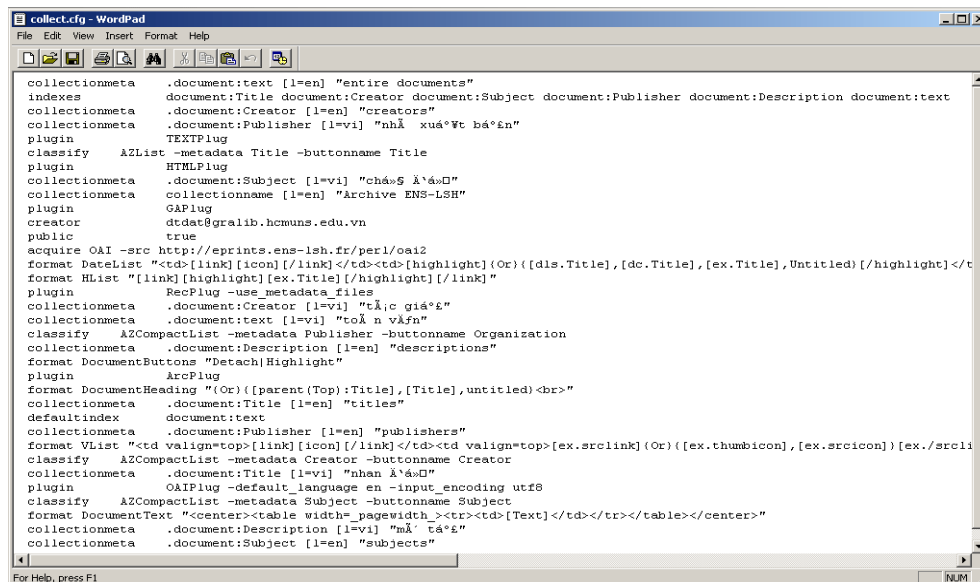 collect.cfg - WordPad
File Edit View Insert Format Help
collectionmeta .document:text [l=en] "entire documents"
indexes document:Title document:Creator document:Subject document:Publisher document:Description document:text
collectionmeta .document:Creator [l=en] "creators"
collectionmeta .document:Publisher [l=vi] "nhÃ  xuáº¥t báº£n"
plugin TEXTPlug
classify AZList -metadata Title -buttonname Title
plugin HTMLPlug
collectionmeta .document:Subject [l=vi] "chá»§ Ä‘á»□"
collectionmeta collectionname [l=en] "Archive ENS-LSH"
plugin GAPlug
creator dtdat@gralib.hcmuns.edu.vn
public true
acquire OAI -src http://eprints.ens-lsh.fr/perl/oai2
format DateList "<td>[link][icon][/link]</td><td>[highlight]{Or}{[dls.Title],[dc.Title],[ex.Title],Untitled}[/highlight]</t
format HList "[link][highlight][ex.Title][/highlight][/link]"
plugin RecPlug -use_metadata_files
collectionmeta .document:Creator [l=vi] "tÃ¡c giáº£"
collectionmeta .document:text [l=vi] "toÃ n vÄƒn"
classify AZCompactList -metadata Publisher -buttonname Organization
collectionmeta .document:Description [l=en] "descriptions"
format DocumentButtons "Detach|Highlight"
plugin ArcPlug
format DocumentHeading "{Or}{[parent(Top):Title],[Title],untitled}<br>"
collectionmeta .document:Title [l=en] "titles"
defaultindex document:text
collectionmeta .document:Publisher [l=en] "publishers"
format VList "<td valign=top>[link][icon][/link]</td><td valign=top>[ex.srclink]{Or}{[ex.thumbicon],[ex.srcicon]}[ex./srcli
classify AZCompactList -metadata Creator -buttonname Creator
collectionmeta .document:Title [l=vi] "nhan Ä‘á»□"
plugin OAIPlug -default_language en -input_encoding utf8
classify AZCompactList -metadata Subject -buttonname Subject
format DocumentText "<center><table width=_pagewidth_><tr><td>[Text]</td></tr></table></center>"
collectionmeta .document:Description [l=vi] "mÃ´ táº£"
collectionmeta .document:Subject [l=en] "subjects"
For Help, press F1
NUM